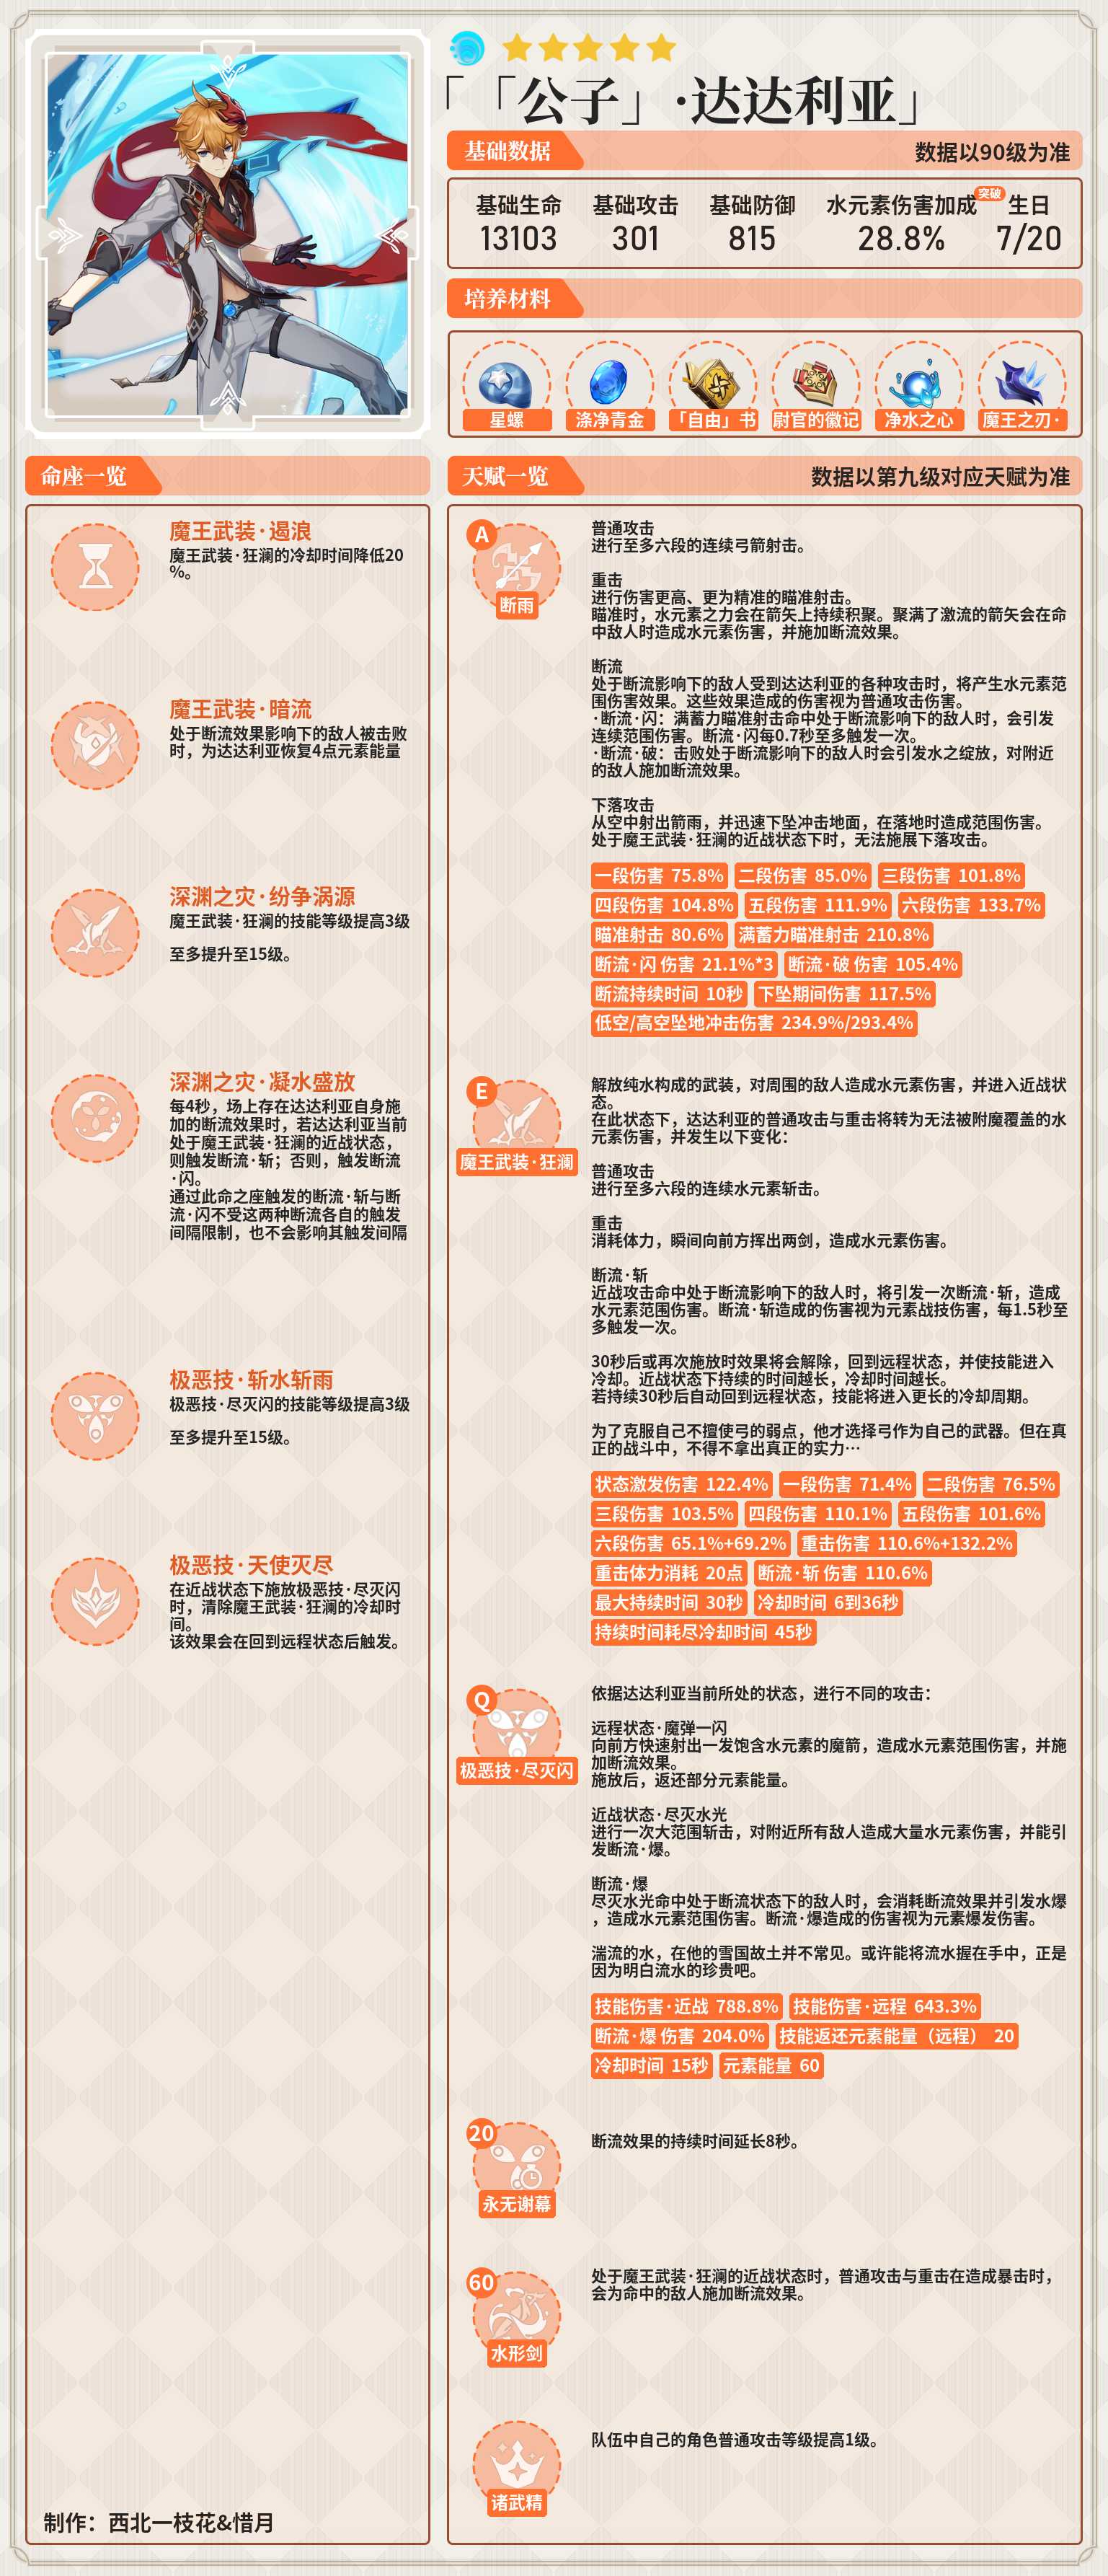 「「公子」·达达利亚」
基础数据
数据以90级为准
基础生命 基础攻击 基础防御 水元素伤害加成 突破 生日
13103 301 815 28.8% 7/20
培养材料
星螺 涤净青金 「自由」书 尉官的徽记 净水之心 魔王之刃·
命座一览
魔王武装·遏浪
魔王武装·狂澜的冷却时间降低20
%。
魔王武装·暗流
处于断流效果影响下的敌人被击败
时，为达达利亚恢复4点元素能量
深渊之灾·纷争涡源
魔王武装·狂澜的技能等级提高3级
至多提升至15级。
深渊之灾·凝水盛放
每4秒，场上存在达达利亚自身施
加的断流效果时，若达达利亚当前
处于魔王武装·狂澜的近战状态，
则触发断流·斩；否则，触发断流
·闪。
通过此命之座触发的断流·斩与断
流·闪不受这两种断流各自的触发
间隔限制，也不会影响其触发间隔
极恶技·斩水斩雨
极恶技·尽灭闪的技能等级提高3级
至多提升至15级。
极恶技·天使灭尽
在近战状态下施放极恶技·尽灭闪
时，清除魔王武装·狂澜的冷却时
间。
该效果会在回到远程状态后触发。
制作：西北一枝花&惜月
天赋一览
数据以第九级对应天赋为准
A
断雨
普通攻击
进行至多六段的连续弓箭射击。
重击
进行伤害更高、更为精准的瞄准射击。
瞄准时，水元素之力会在箭矢上持续积聚。聚满了激流的箭矢会在命
中敌人时造成水元素伤害，并施加断流效果。
断流
处于断流影响下的敌人受到达达利亚的各种攻击时，将产生水元素范
围伤害效果。这些效果造成的伤害视为普通攻击伤害。
·断流·闪：满蓄力瞄准射击命中处于断流影响下的敌人时，会引发
连续范围伤害。断流·闪每0.7秒至多触发一次。
·断流·破：击败处于断流影响下的敌人时会引发水之绽放，对附近
的敌人施加断流效果。
下落攻击
从空中射出箭雨，并迅速下坠冲击地面，在落地时造成范围伤害。
处于魔王武装·狂澜的近战状态下时，无法施展下落攻击。
一段伤害 75.8% 二段伤害 85.0% 三段伤害 101.8%
四段伤害 104.8% 五段伤害 111.9% 六段伤害 133.7%
瞄准射击 80.6% 满蓄力瞄准射击 210.8%
断流·闪 伤害 21.1%*3 断流·破 伤害 105.4%
断流持续时间 10秒 下坠期间伤害 117.5%
低空/高空坠地冲击伤害 234.9%/293.4%
E
魔王武装·狂澜
解放纯水构成的武装，对周围的敌人造成水元素伤害，并进入近战状
态。
在此状态下，达达利亚的普通攻击与重击将转为无法被附魔覆盖的水
元素伤害，并发生以下变化：
普通攻击
进行至多六段的连续水元素斩击。
重击
消耗体力，瞬间向前方挥出两剑，造成水元素伤害。
断流·斩
近战攻击命中处于断流影响下的敌人时，将引发一次断流·斩，造成
水元素范围伤害。断流·斩造成的伤害视为元素战技伤害，每1.5秒至
多触发一次。
30秒后或再次施放时效果将会解除，回到远程状态，并使技能进入
冷却。近战状态下持续的时间越长，冷却时间越长。
若持续30秒后自动回到远程状态，技能将进入更长的冷却周期。
为了克服自己不擅使弓的弱点，他才选择弓作为自己的武器。但在真
正的战斗中，不得不拿出真正的实力…
状态激发伤害 122.4% 一段伤害 71.4% 二段伤害 76.5%
三段伤害 103.5% 四段伤害 110.1% 五段伤害 101.6%
六段伤害 65.1%+69.2% 重击伤害 110.6%+132.2%
重击体力消耗 20点 断流·斩 伤害 110.6%
最大持续时间 30秒 冷却时间 6到36秒
持续时间耗尽冷却时间 45秒
Q
极恶技·尽灭闪
依据达达利亚当前所处的状态，进行不同的攻击：
远程状态·魔弹一闪
向前方快速射出一发饱含水元素的魔箭，造成水元素范围伤害，并施
加断流效果。
施放后，返还部分元素能量。
近战状态·尽灭水光
进行一次大范围斩击，对附近所有敌人造成大量水元素伤害，并能引
发断流·爆。
断流·爆
尽灭水光命中处于断流状态下的敌人时，会消耗断流效果并引发水爆
，造成水元素范围伤害。断流·爆造成的伤害视为元素爆发伤害。
湍流的水，在他的雪国故土并不常见。或许能将流水握在手中，正是
因为明白流水的珍贵吧。
技能伤害·近战 788.8% 技能伤害·远程 643.3%
断流·爆 伤害 204.0% 技能返还元素能量（远程） 20
冷却时间 15秒 元素能量 60
20
永无谢幕
断流效果的持续时间延长8秒。
60
水形剑
处于魔王武装·狂澜的近战状态时，普通攻击与重击在造成暴击时，
会为命中的敌人施加断流效果。
诸武精
队伍中自己的角色普通攻击等级提高1级。